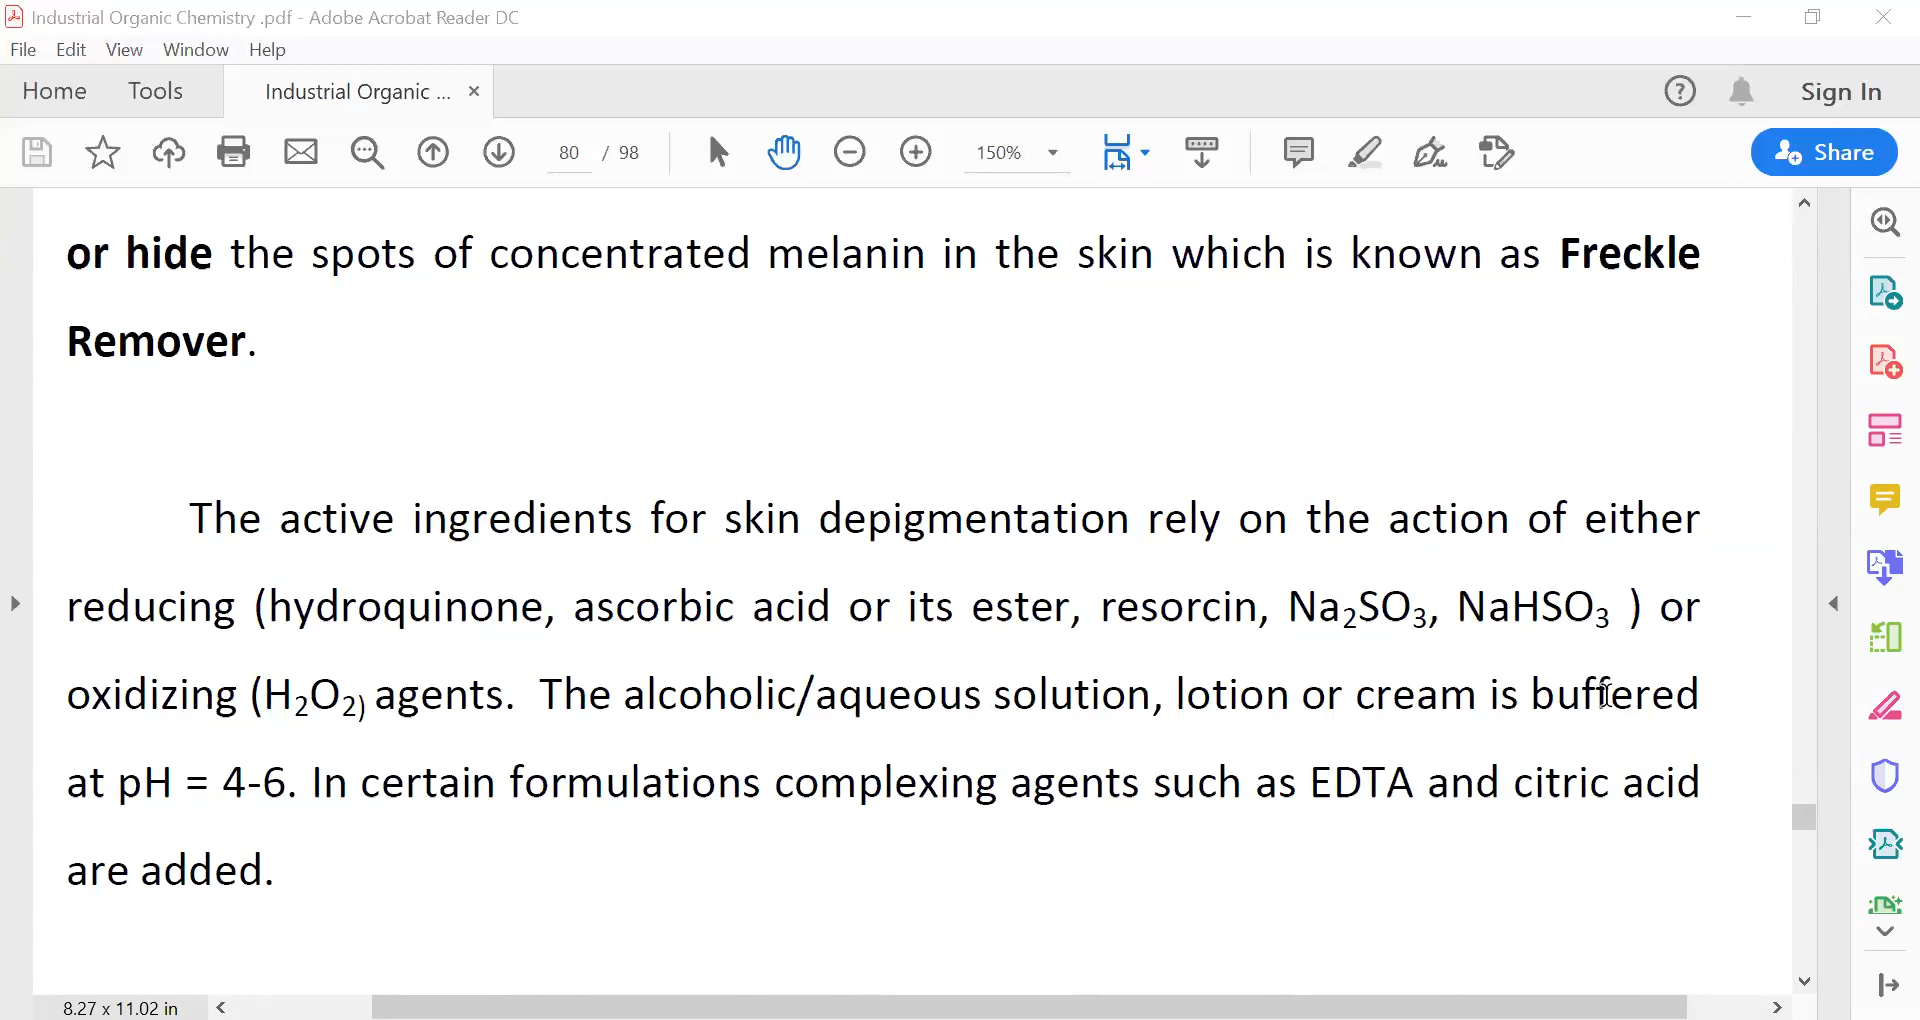 Industrial Organic Chemistry .pdf - Adobe Acrobat Reader DC
File Edit View Window Help
Home Tools Industrial Organic ... × Sign In
80 / 98 150% Share
or hide the spots of concentrated melanin in the skin which is known as Freckle
Remover.
The active ingredients for skin depigmentation rely on the action of either
reducing (hydroquinone, ascorbic acid or its ester, resorcin, Na₂SO₃, NaHSO₃ ) or
oxidizing (H₂O₂₎ agents. The alcoholic/aqueous solution, lotion or cream is buffered
at pH = 4-6. In certain formulations complexing agents such as EDTA and citric acid
are added.
8.27 x 11.02 in